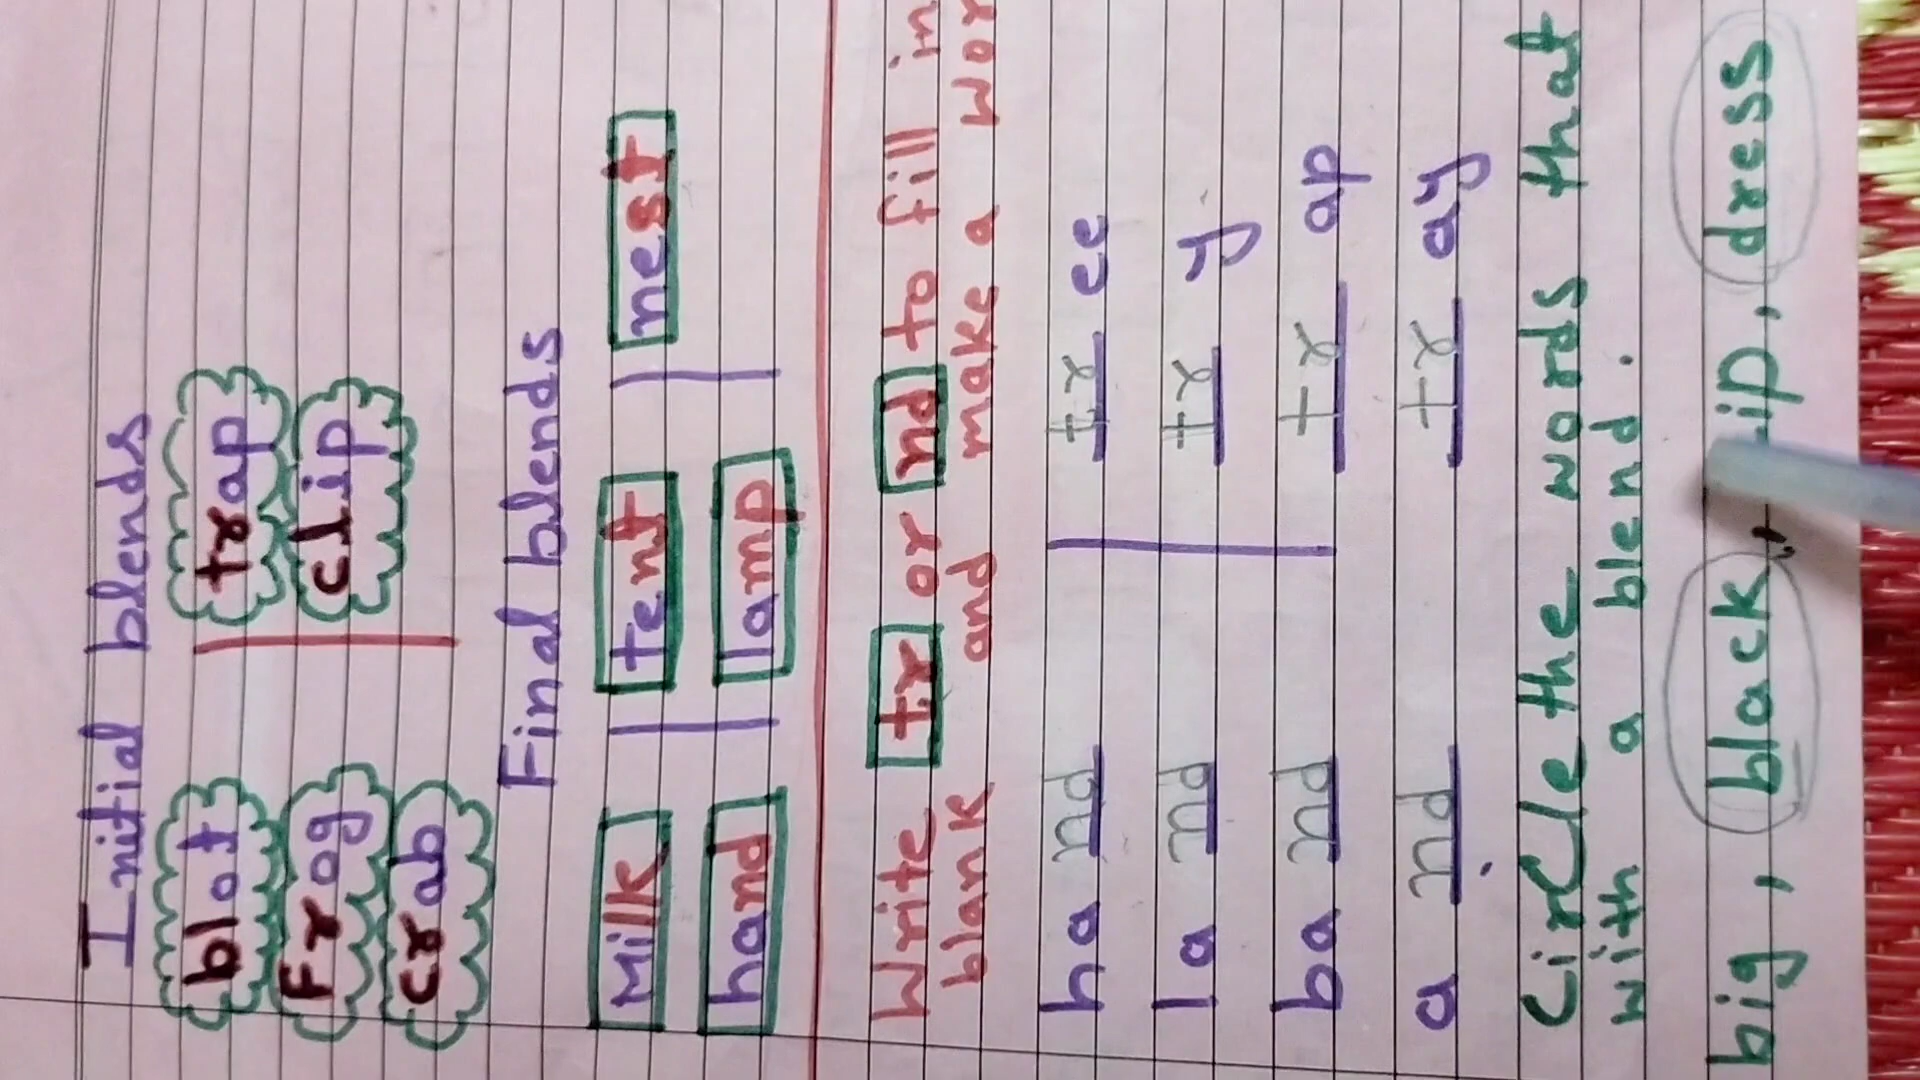 Initial blends
blot trap
Frog clip
crab
Final blends
Milk tent nest
hand lamp
Write tr or nd to fill in
blank and make a wor
ha nd tr ee
la nd tr y
ba nd tr ap
a nd tr ay
Circle the words that
with a blend.
big, black, ip, dress